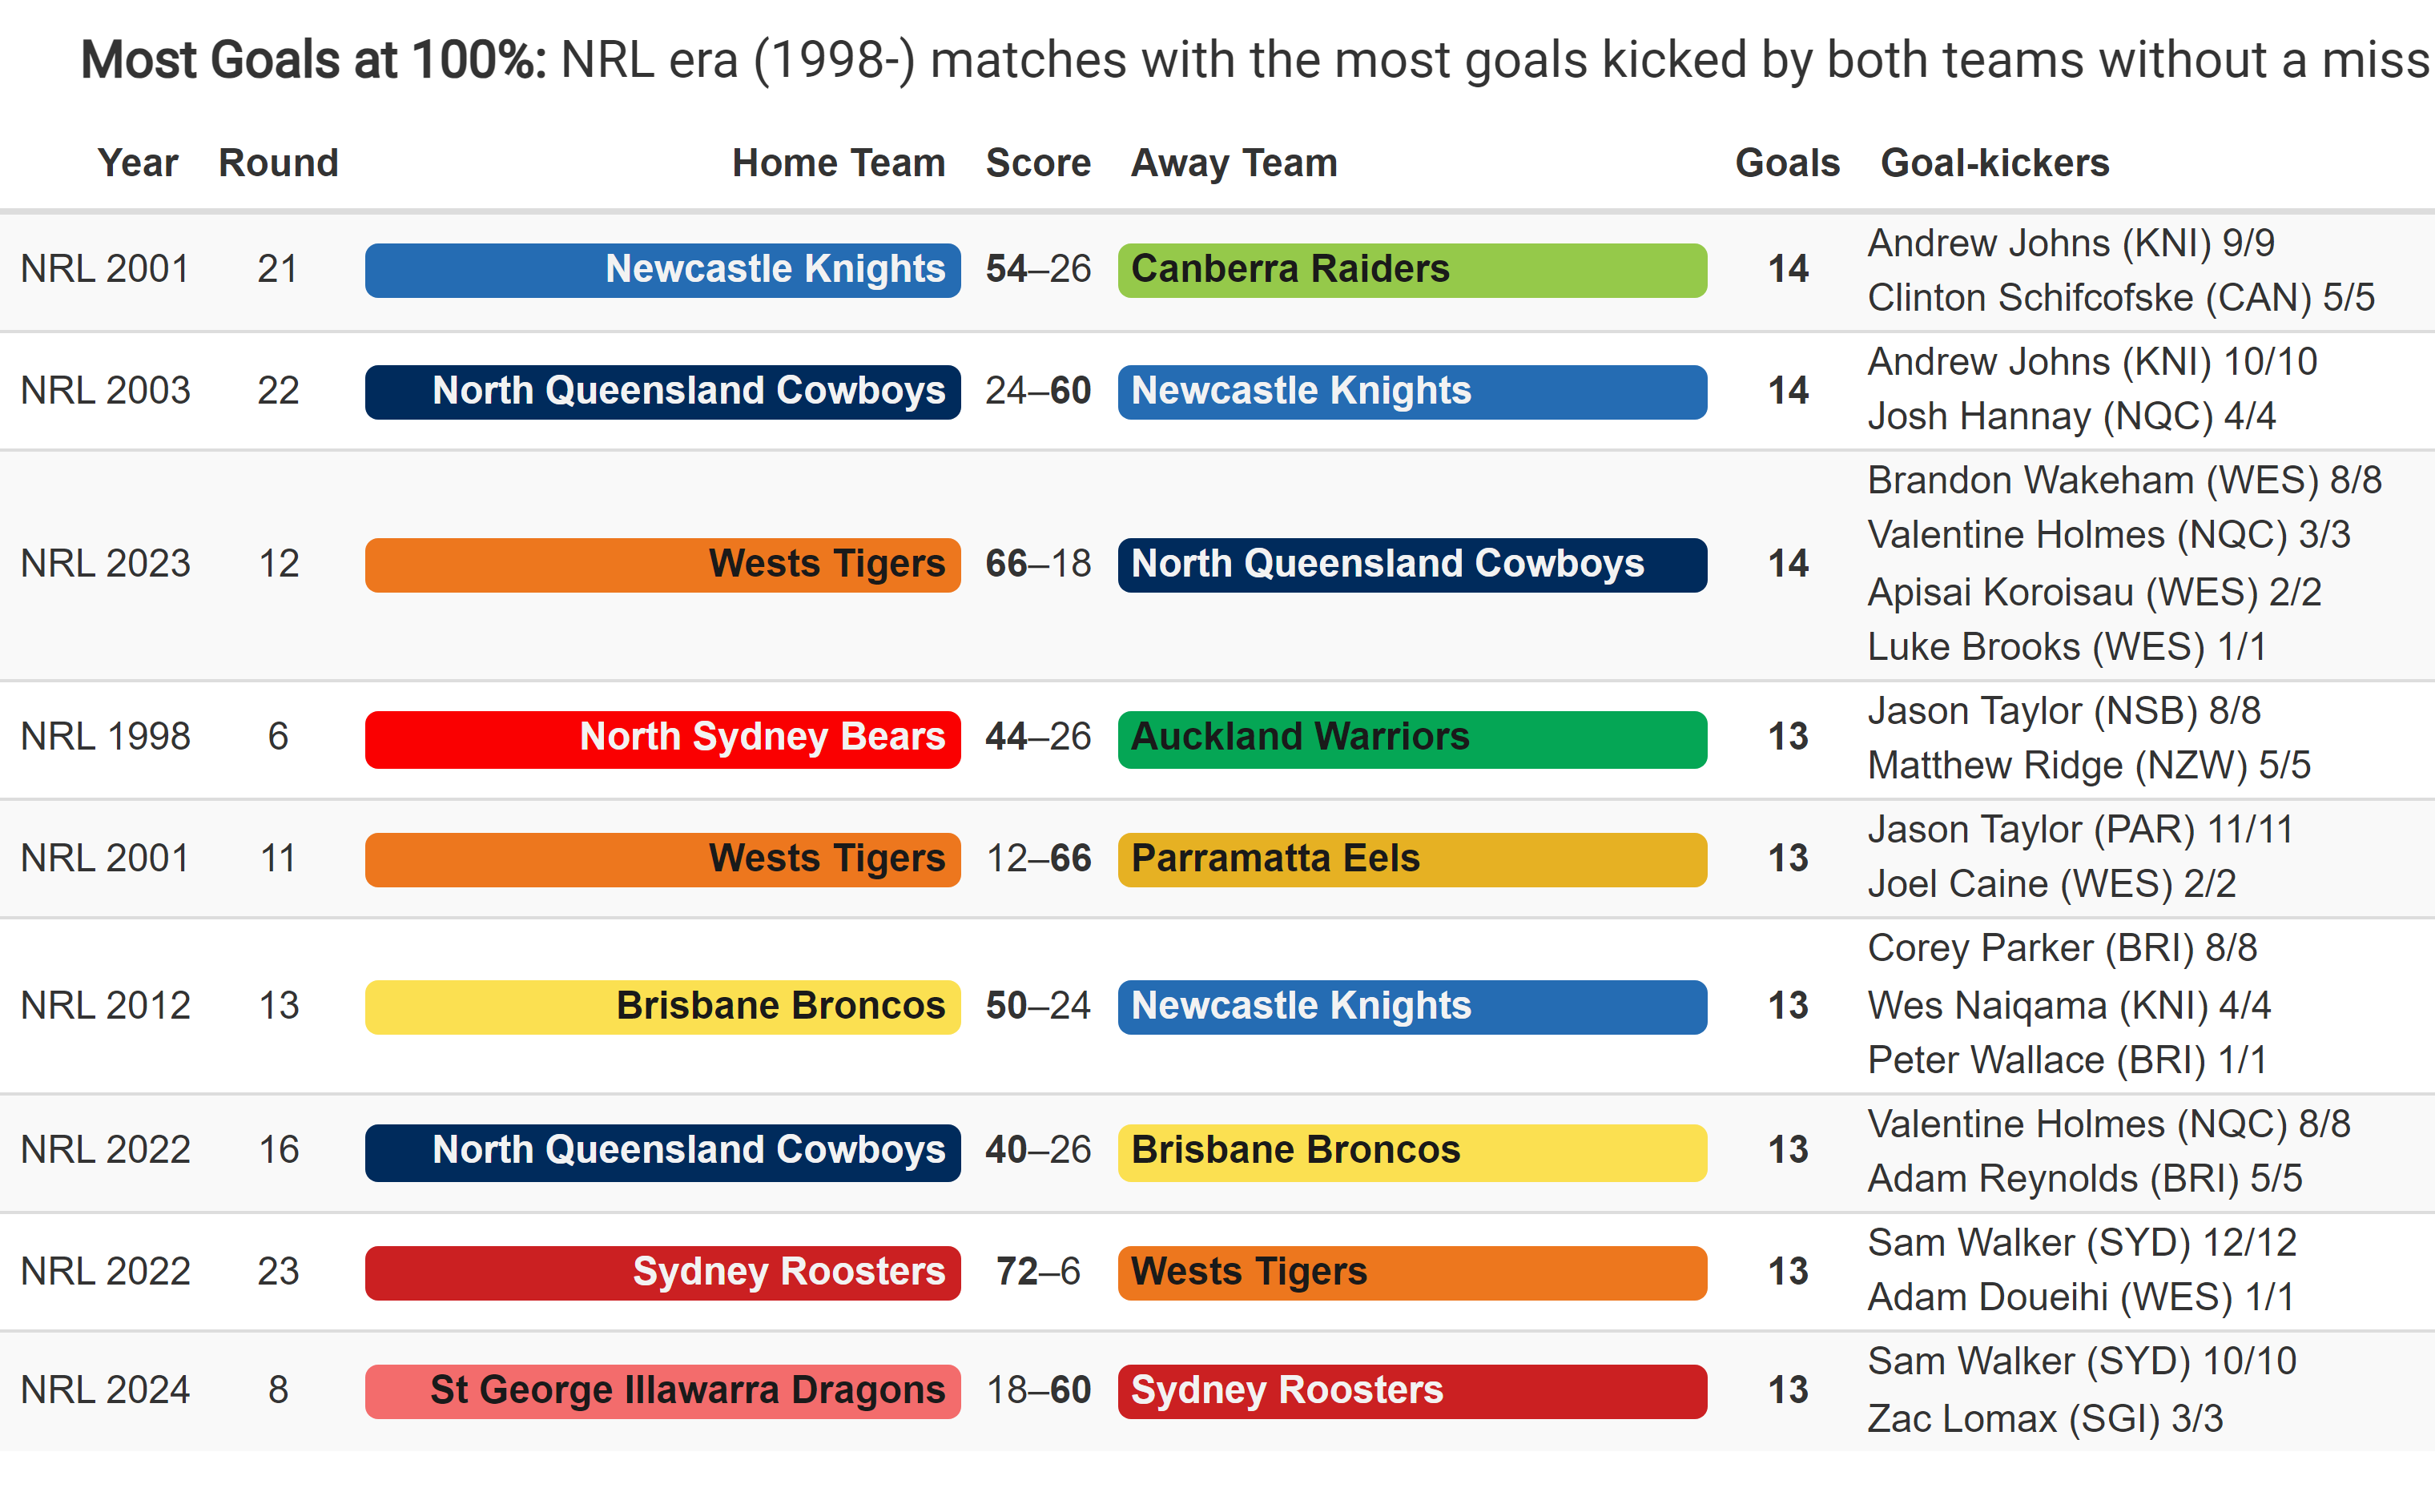 Most Goals at 100%: NRL era (1998-) matches with the most goals kicked by both teams without a miss
Year Round Home Team Score Away Team Goals Goal-kickers
NRL 2001 21 Newcastle Knights 54–26 Canberra Raiders 14 Andrew Johns (KNI) 9/9
Clinton Schifcofske (CAN) 5/5
NRL 2003 22 North Queensland Cowboys 24–60 Newcastle Knights 14 Andrew Johns (KNI) 10/10
Josh Hannay (NQC) 4/4
NRL 2023 12 Wests Tigers 66–18 North Queensland Cowboys 14 Brandon Wakeham (WES) 8/8
Valentine Holmes (NQC) 3/3
Apisai Koroisau (WES) 2/2
Luke Brooks (WES) 1/1
NRL 1998 6 North Sydney Bears 44–26 Auckland Warriors 13 Jason Taylor (NSB) 8/8
Matthew Ridge (NZW) 5/5
NRL 2001 11 Wests Tigers 12–66 Parramatta Eels 13 Jason Taylor (PAR) 11/11
Joel Caine (WES) 2/2
NRL 2012 13 Brisbane Broncos 50–24 Newcastle Knights 13 Corey Parker (BRI) 8/8
Wes Naiqama (KNI) 4/4
Peter Wallace (BRI) 1/1
NRL 2022 16 North Queensland Cowboys 40–26 Brisbane Broncos 13 Valentine Holmes (NQC) 8/8
Adam Reynolds (BRI) 5/5
NRL 2022 23 Sydney Roosters 72–6 Wests Tigers 13 Sam Walker (SYD) 12/12
Adam Doueihi (WES) 1/1
NRL 2024 8 St George Illawarra Dragons 18–60 Sydney Roosters 13 Sam Walker (SYD) 10/10
Zac Lomax (SGI) 3/3